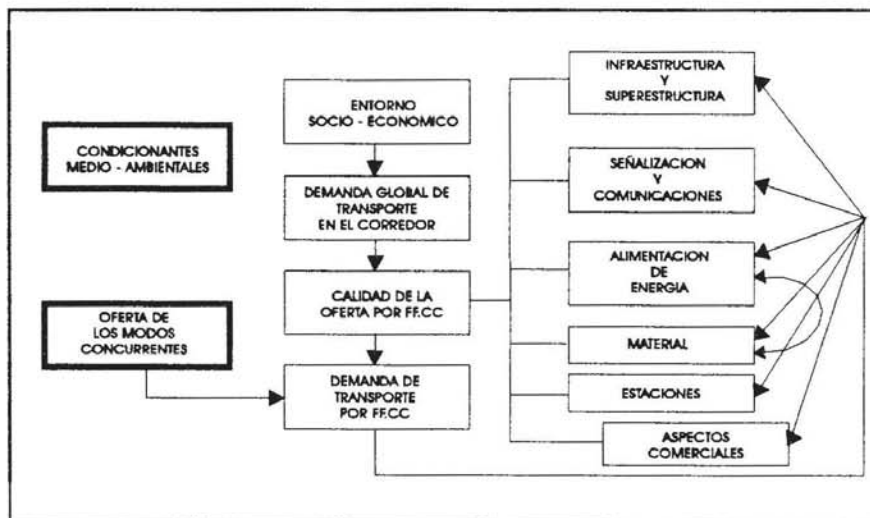 CONDICIONANTES
MEDIO - AMBIENTALES
OFERTA DE
LOS MODOS
CONCURRENTES
ENTORNO
SOCIO - ECONOMICO
DEMANDA GLOBAL DE
TRANSPORTE
EN EL CORREDOR
CALIDAD DE LA
OFERTA POR FF.CC
DEMANDA DE
TRANSPORTE
POR FF.CC
INFRAESTRUCTURA
Y
SUPERESTRUCTURA
SEÑALIZACION
Y
COMUNICACIONES
ALIMENTACION
DE
ENERGIA
MATERIAL
ESTACIONES
ASPECTOS
COMERCIALES